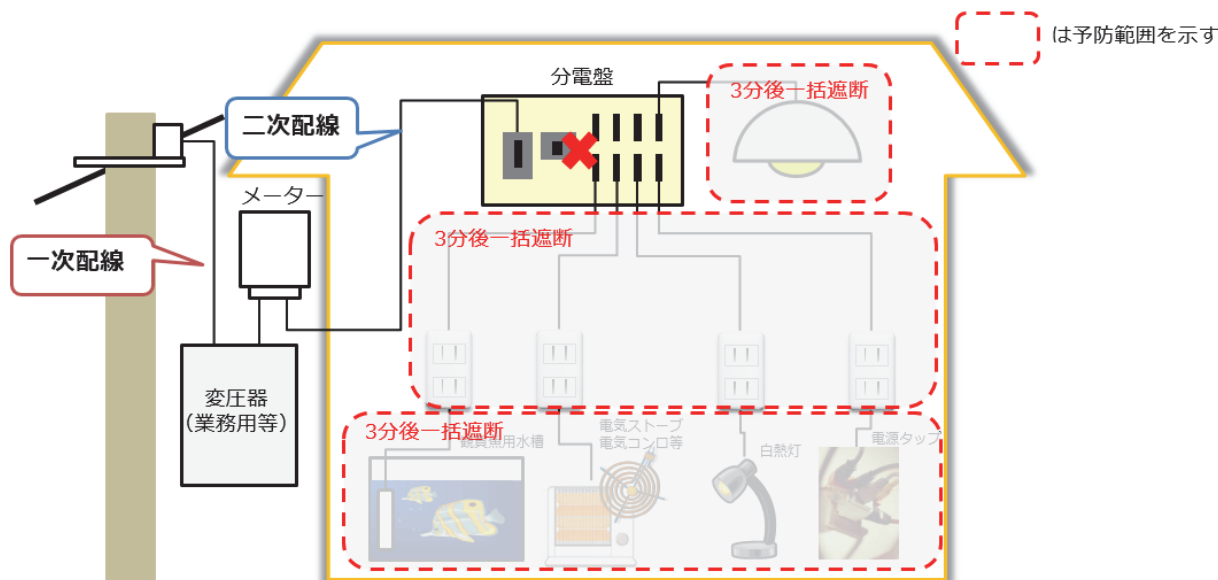 は予防範囲を示す
分電盤
3分後一括遮断
二次配線
メーター
一次配線
3分後一括遮断
変圧器
（業務用等）
3分後一括遮断
観賞魚用水槽
電気ストーブ
電気コンロ等
白熱灯
電源タップ